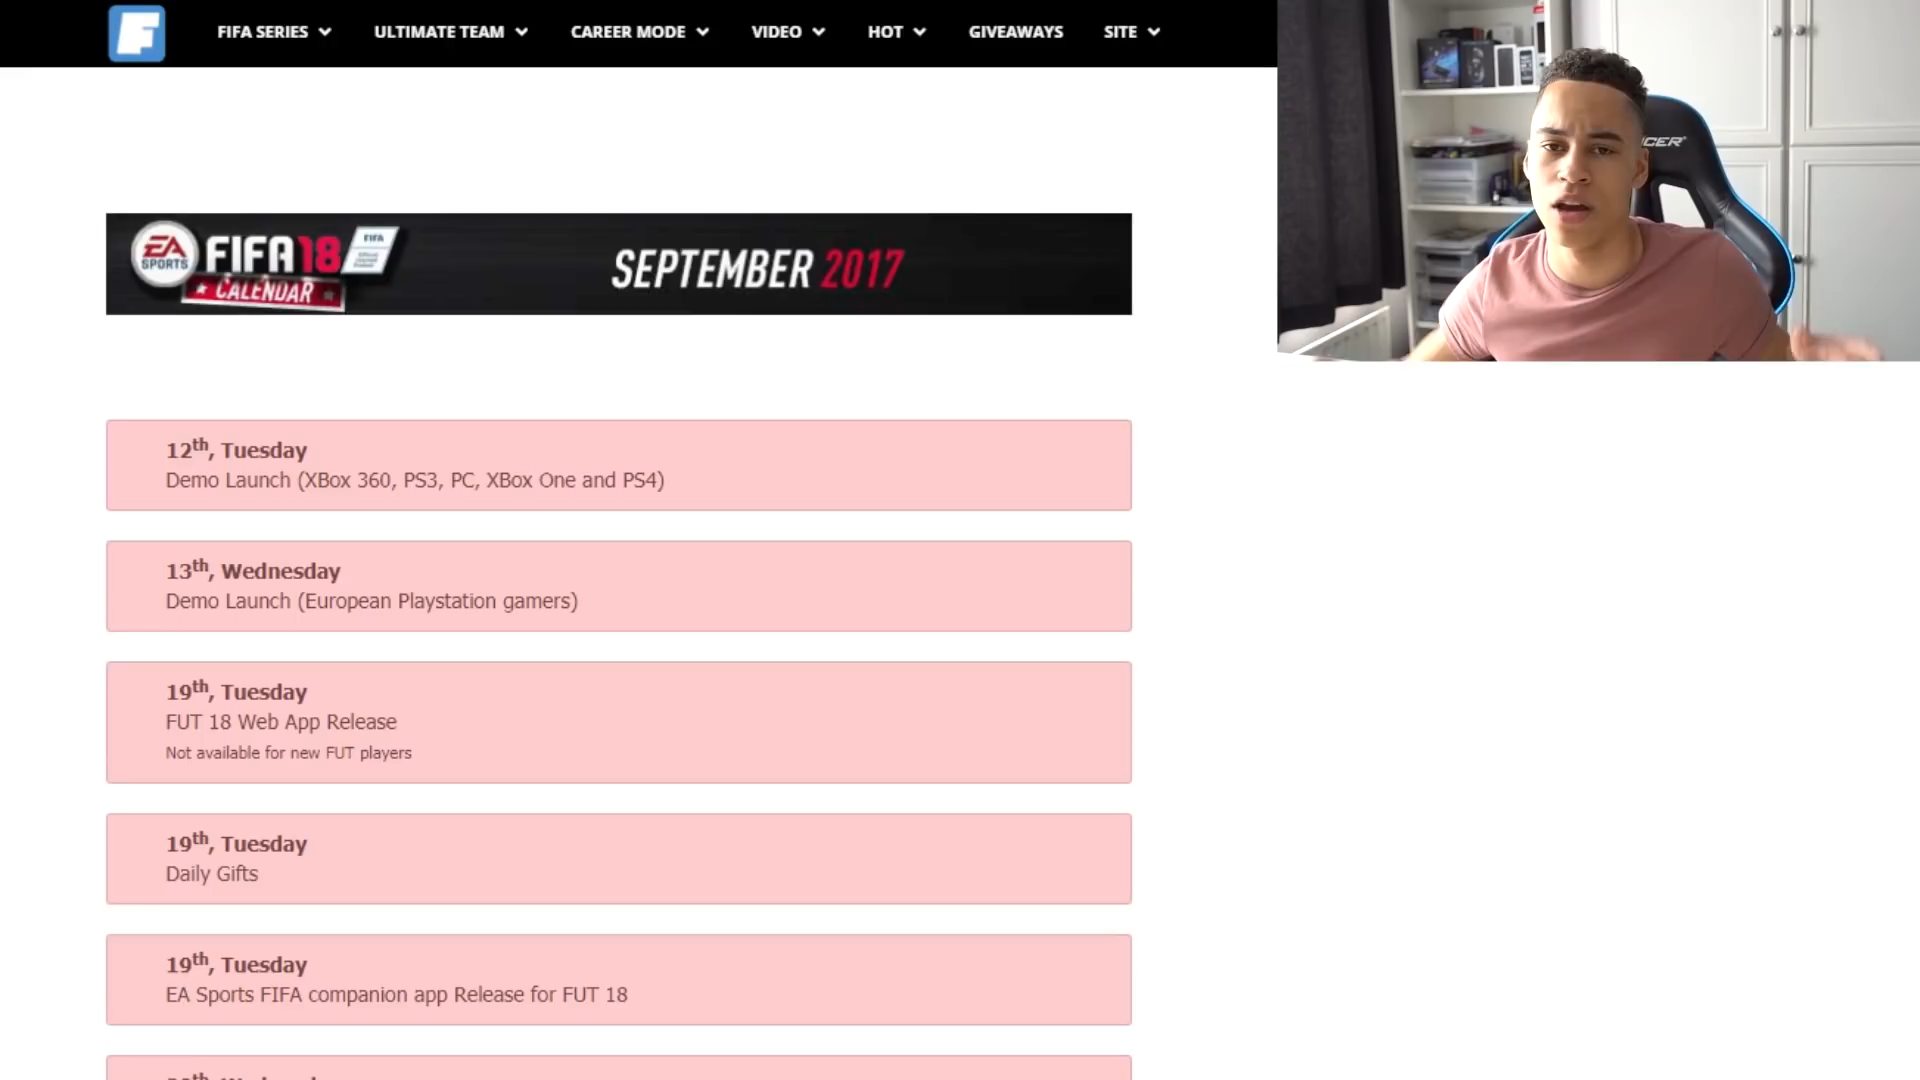 FIFA SERIES
ULTIMATE TEAM
CAREER MODE
VIDEO
HOT
GIVEAWAYS
SITE
EA SPORTS
FIFA 18
FIFA
CALENDAR
SEPTEMBER 2017
12th, Tuesday
Demo Launch (XBox 360, PS3, PC, XBox One and PS4)
13th, Wednesday
Demo Launch (European Playstation gamers)
19th, Tuesday
FUT 18 Web App Release
Not available for new FUT players
19th, Tuesday
Daily Gifts
19th, Tuesday
EA Sports FIFA companion app Release for FUT 18